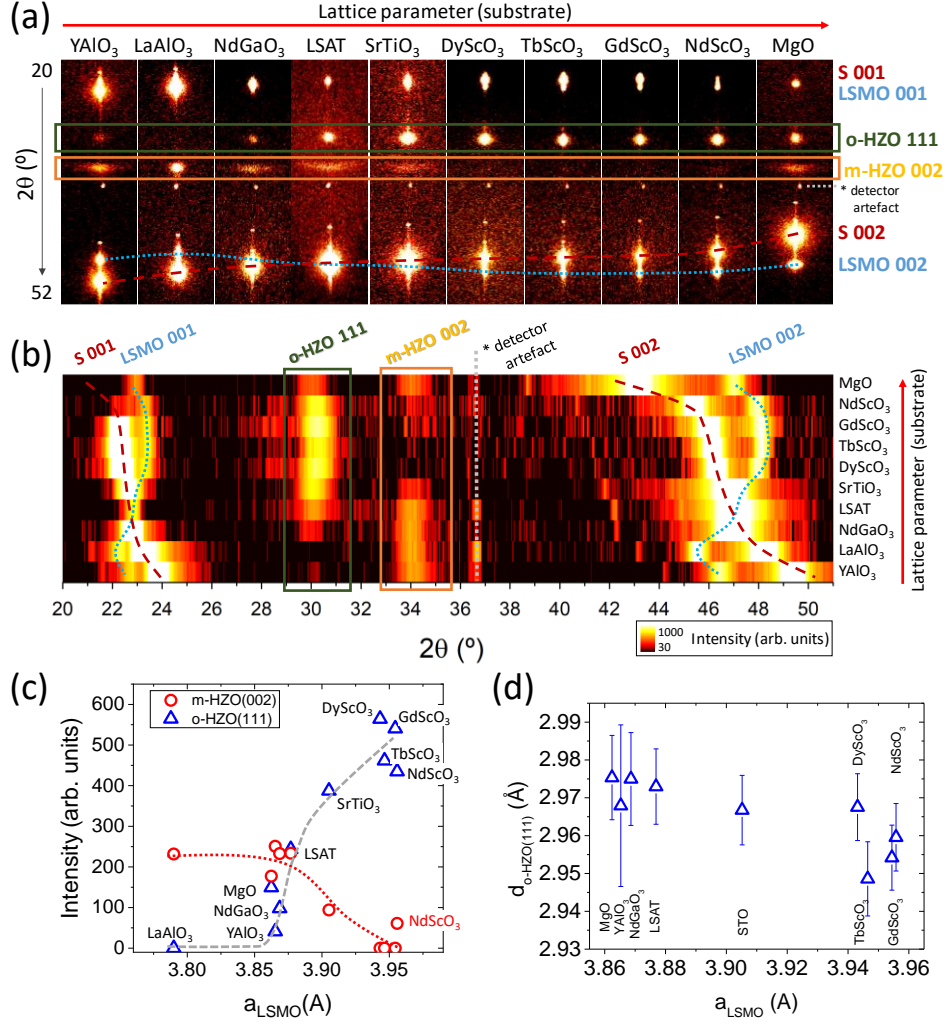 (a)
Lattice parameter (substrate)
YAlO3 LaAlO3 NdGaO3 LSAT SrTiO3 DyScO3 TbScO3 GdScO3 NdScO3 MgO
20
2θ (º)
52
S 001
LSMO 001
o-HZO 111
m-HZO 002
* detector
artefact
S 002
LSMO 002
(b)
S 001
LSMO 001
o-HZO 111
m-HZO 002
* detector
artefact
S 002
LSMO 002
MgO
NdScO3
GdScO3
TbScO3
DyScO3
SrTiO3
LSAT
NdGaO3
LaAlO3
YAlO3
Lattice parameter (substrate)
20 22 24 26 28 30 32 34 36 38 40 42 44 46 48 50
2θ (º)
1000
30
Intensity (arb. units)
(c)
m-HZO(002)
o-HZO(111)
600
500
400
300
200
100
0
Intensity (arb. units)
DyScO3
GdScO3
TbScO3
NdScO3
SrTiO3
LSAT
MgO
NdGaO3
YAlO3
LaAlO3
NdScO3
3.80 3.85 3.90 3.95
aLSMO(A)
(d)
2.99
2.98
2.97
2.96
2.95
2.94
2.93
do-HZO(111) (Å)
MgO
YAlO3
NdGaO3
LSAT
STO
DyScO3
TbScO3
NdScO3
GdScO3
3.86 3.88 3.90 3.92 3.94 3.96
aLSMO (A)